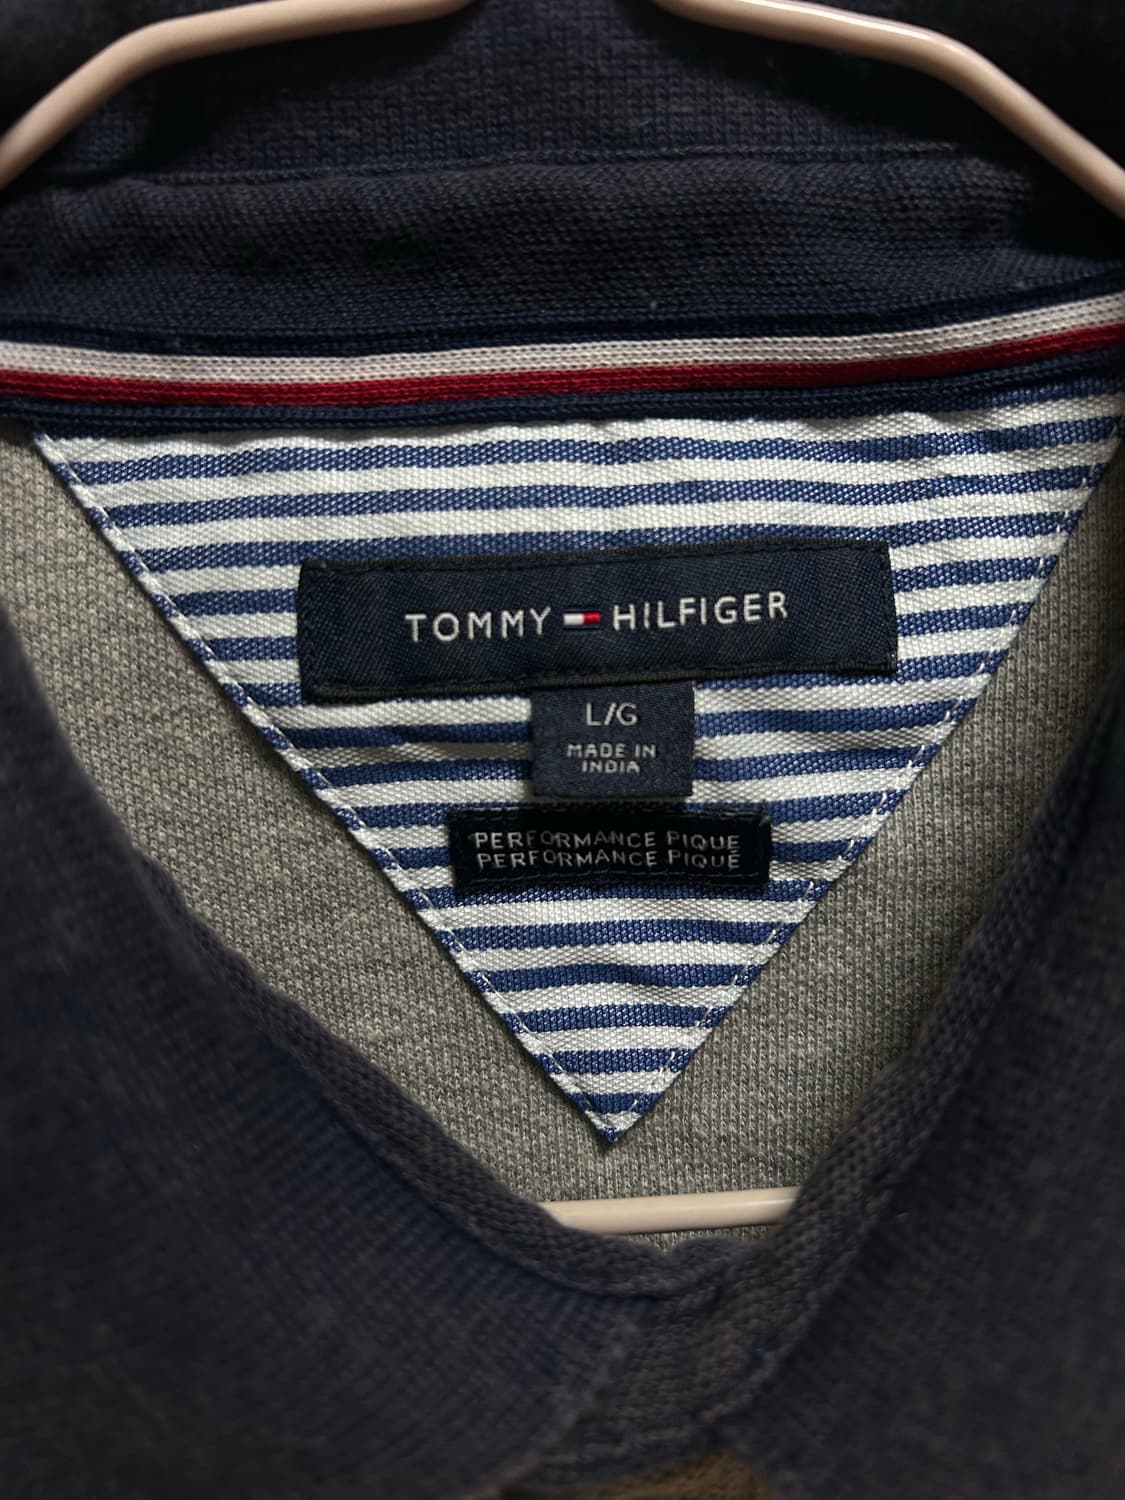 TOMMY HILFIGER
L/G
MADE IN
INDIA
PERFORMANCE PIQUE
PERFORMANCE PIQUÉ